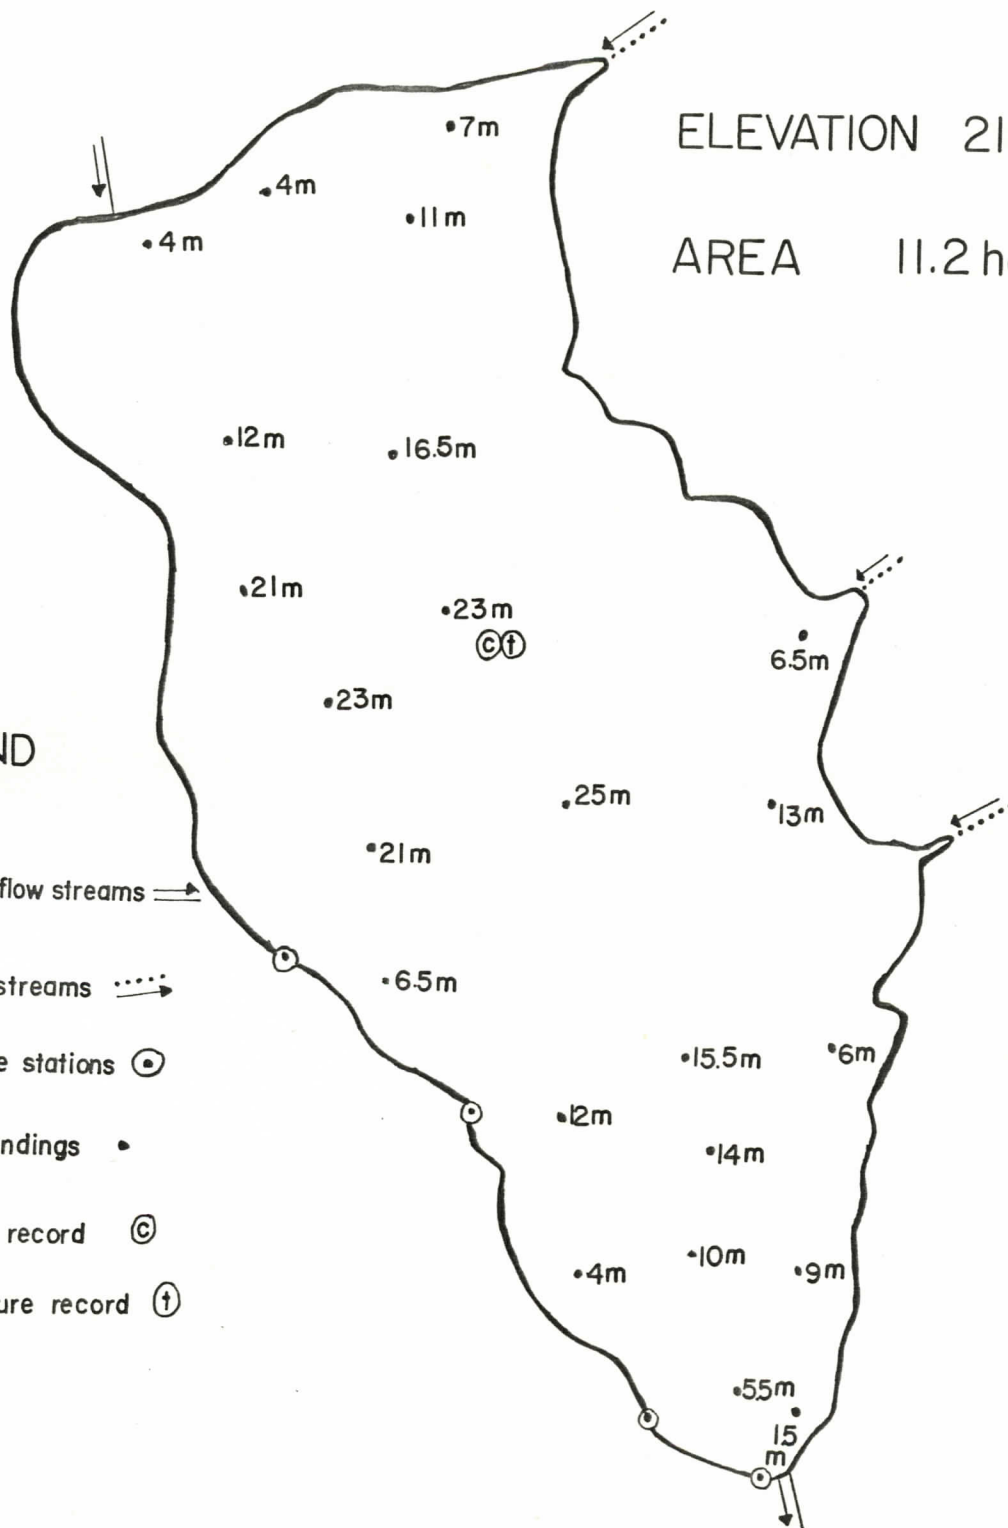 ELEVATION 21
AREA 11.2 h
7m
4m
11m
4m
12m
16.5m
21m
23m
c t
6.5m
23m
ND
25m
13m
21m
flow streams
6.5m
streams
e stations
15.5m
6m
12m
ndings
14m
record c
10m
4m
9m
ure record t
5.5m
15
m